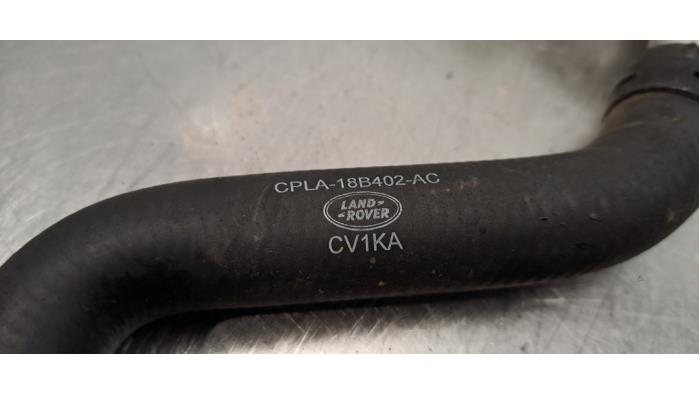 CPLA-18B402-AC
LAND-
-ROVER
CV1KA